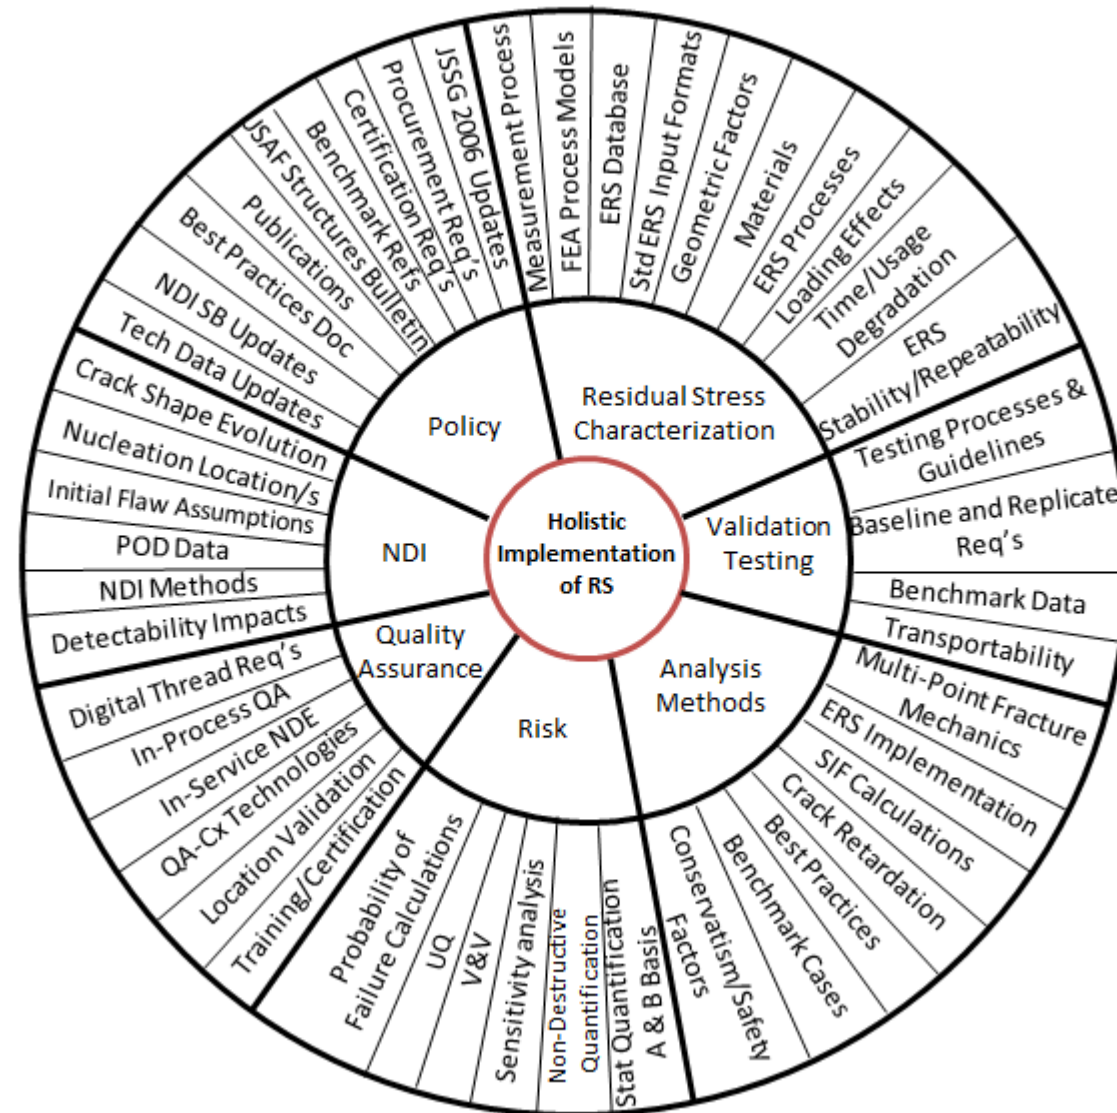 Holistic
Implementation
of RS
Residual Stress
Characterization
Measurement Process
FEA Process Models
ERS Database
Std ERS Input Formats
Geometric Factors
Materials
ERS Processes
Loading Effects
Time/Usage
Degradation
ERS
Stability/Repeatability
Validation
Testing
Testing Processes &
Guidelines
Baseline and Replicate
Req's
Benchmark Data
Transportability
Analysis
Methods
Multi-Point Fracture
Mechanics
ERS Implementation
SIF Calculations
Crack Retardation
Best Practices
Benchmark Cases
Conservatism/Safety
Factors
Risk
Stat Quantification
A & B Basis
Non-Destructive
Quantification
Sensitivity analysis
V&V
UQ
Probability of
Failure Calculations
Quality
Assurance
Training/Certification
Location Validation
QA-Cx Technologies
In-Service NDE
In-Process QA
Digital Thread Req's
NDI
Detectability Impacts
NDI Methods
POD Data
Initial Flaw Assumptions
Nucleation Location/s
Crack Shape Evolution
Policy
Tech Data Updates
NDI SB Updates
Best Practices Doc
Publications
USAF Structures Bulletin
Benchmark Refs
Certification Req's
Procurement Req's
JSSG 2006 Updates